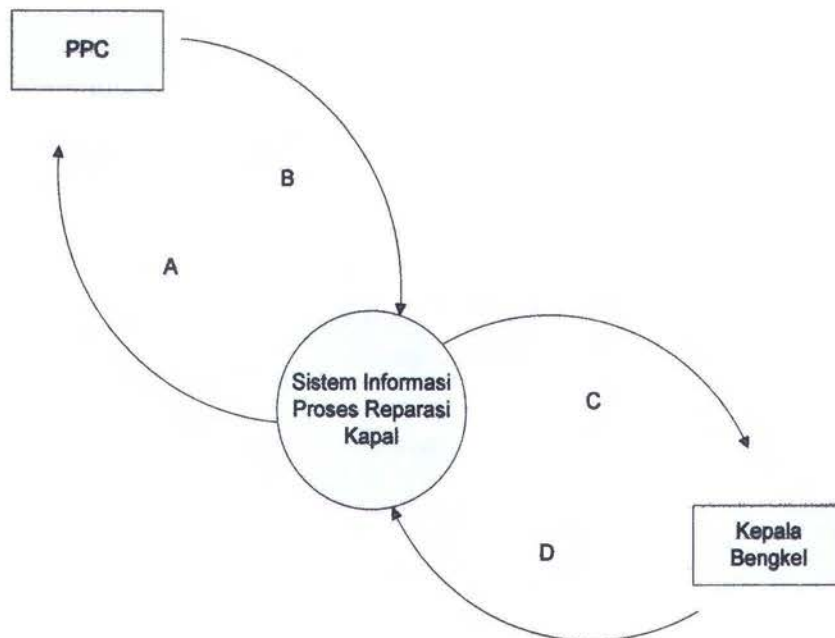 PPC
B
A
Sistem Informasi
Proses Reparasi
Kapal
C
D
Kepala
Bengkel